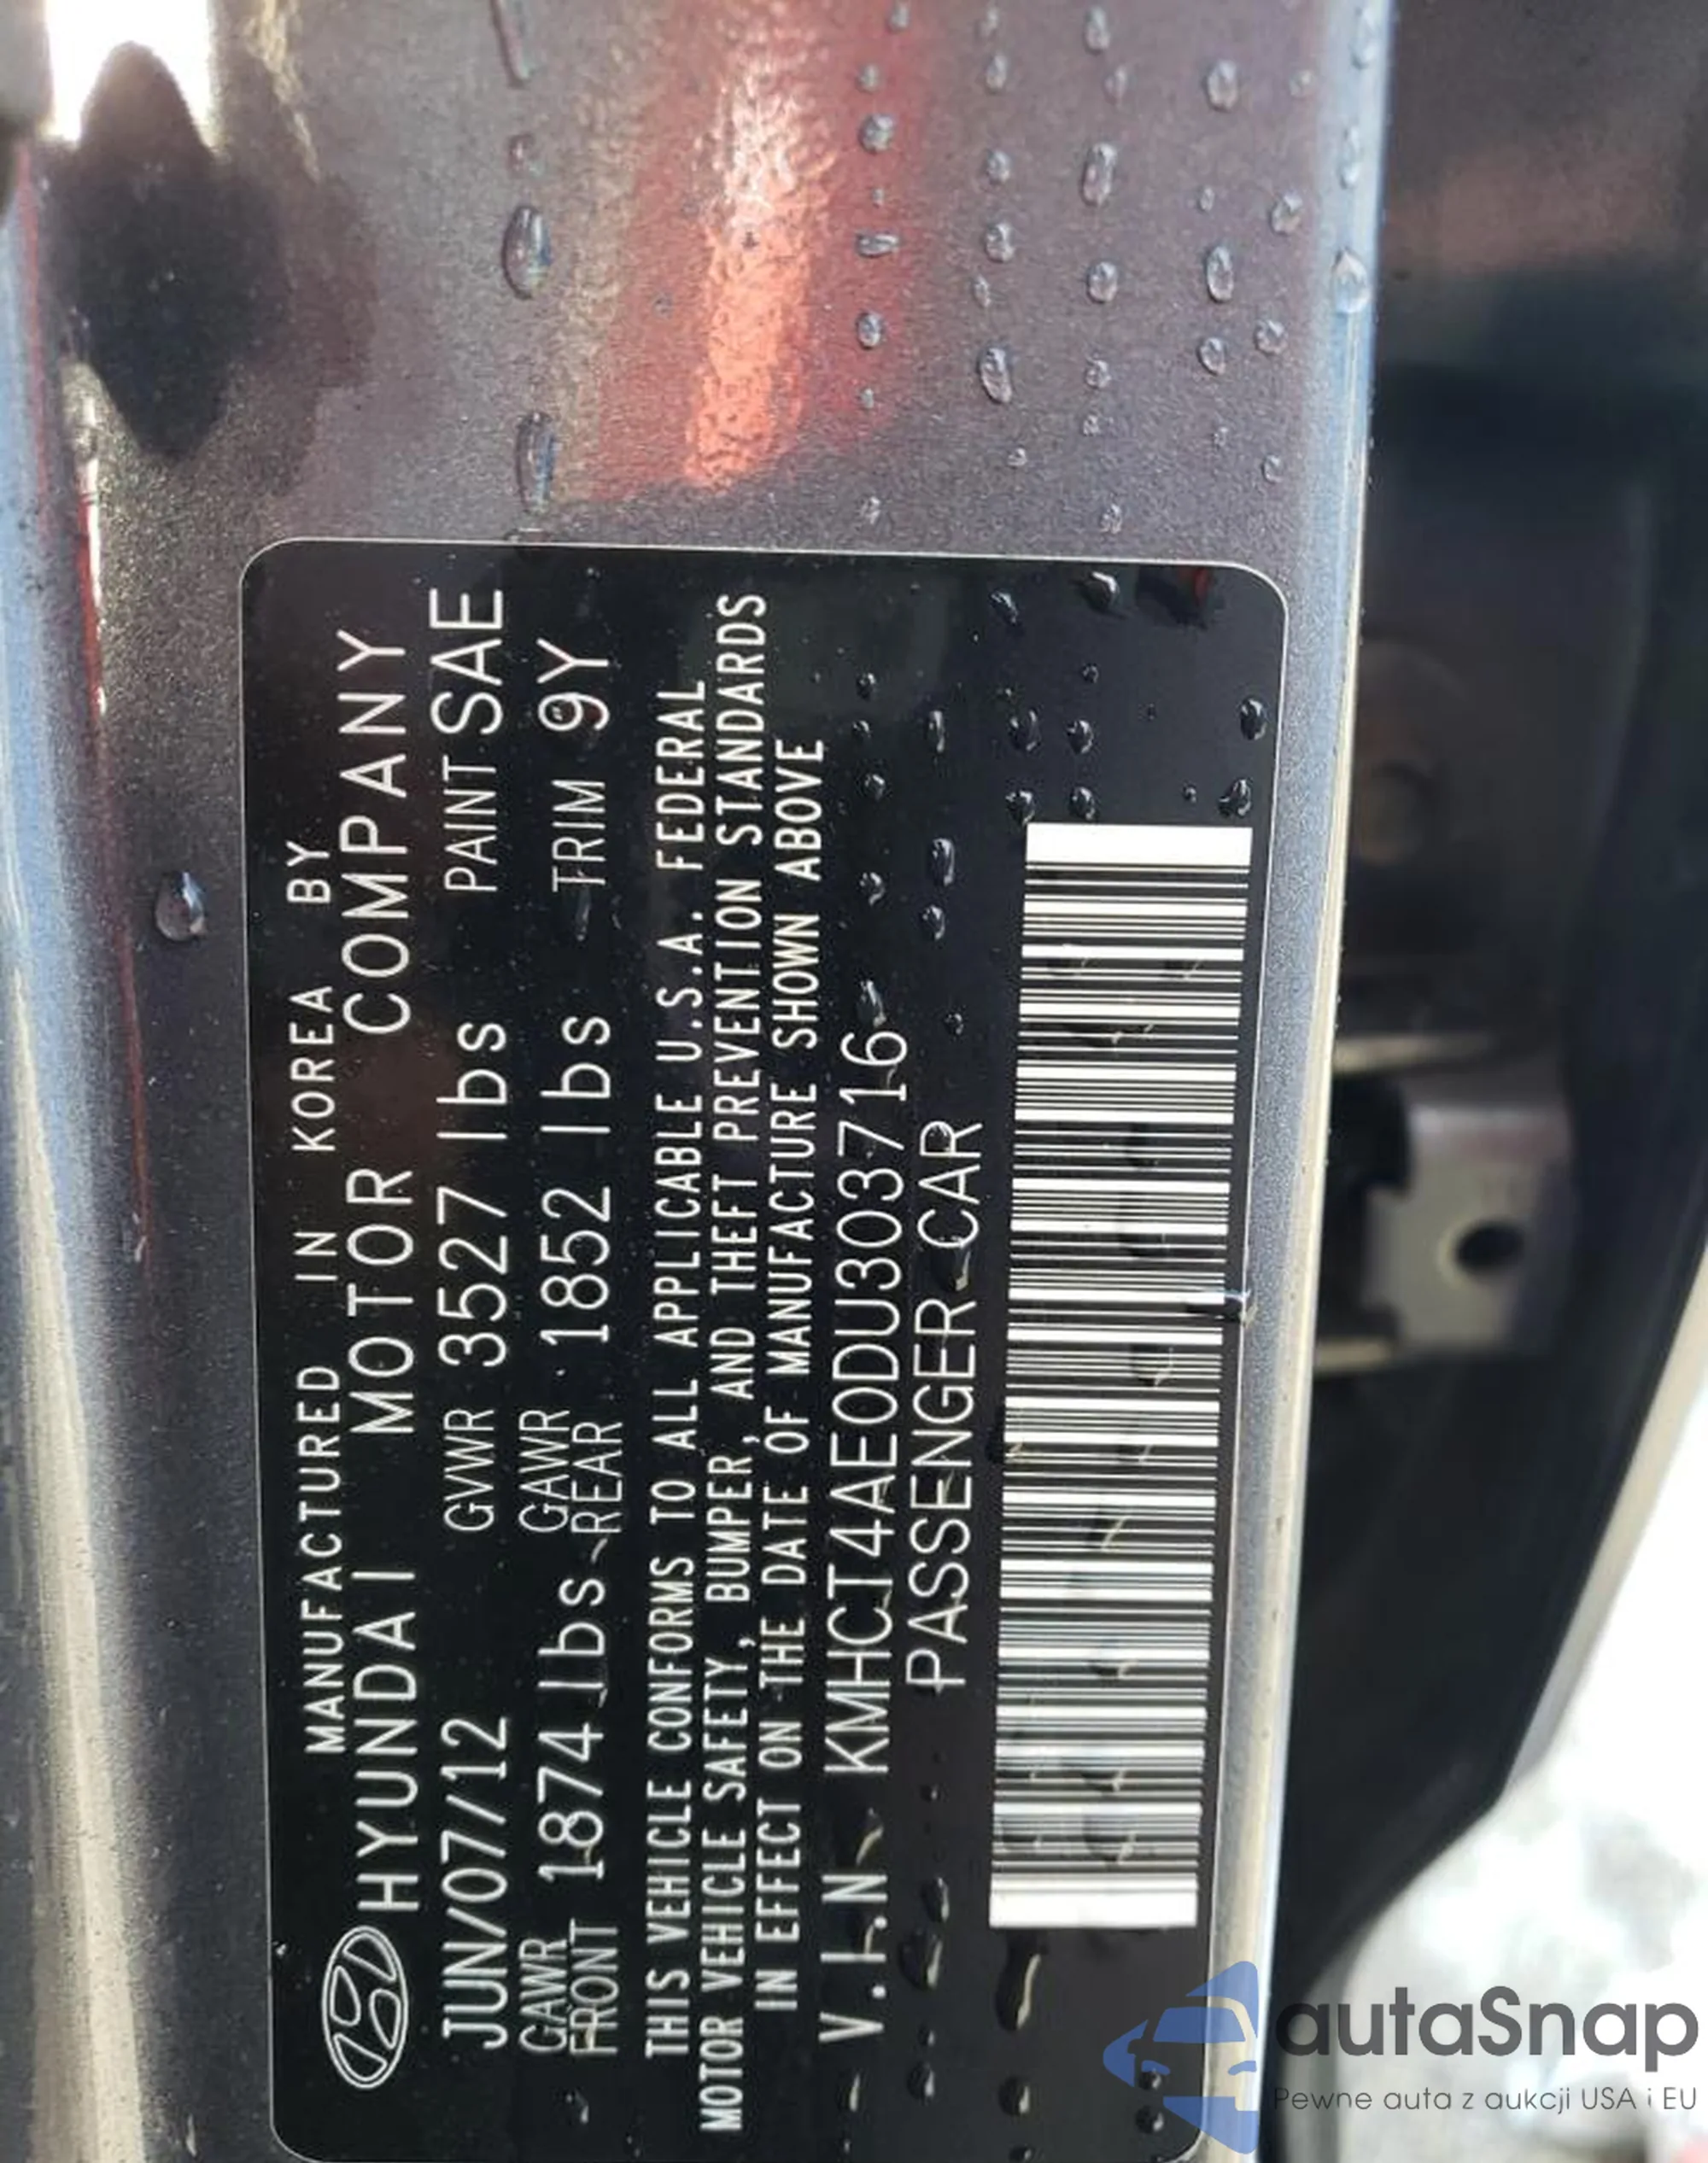 MANUFACTURED IN KOREA BY
HYUNDAI MOTOR COMPANY
JUN/07/12 GVWR 3527 lbs PAINT SAE
GAWR FRONT 1874 lbs GAWR REAR 1852 lbs TRIM 9Y
THIS VEHICLE CONFORMS TO ALL APPLICABLE U.S.A. FEDERAL
MOTOR VEHICLE SAFETY, BUMPER, AND THEFT PREVENTION STANDARDS
IN EFFECT ON THE DATE OF MANUFACTURE SHOWN ABOVE
V.I.N KMHCT4AE0DU303716
PASSENGER CAR
autaSnap
Pewne auta z aukcji USA i EU